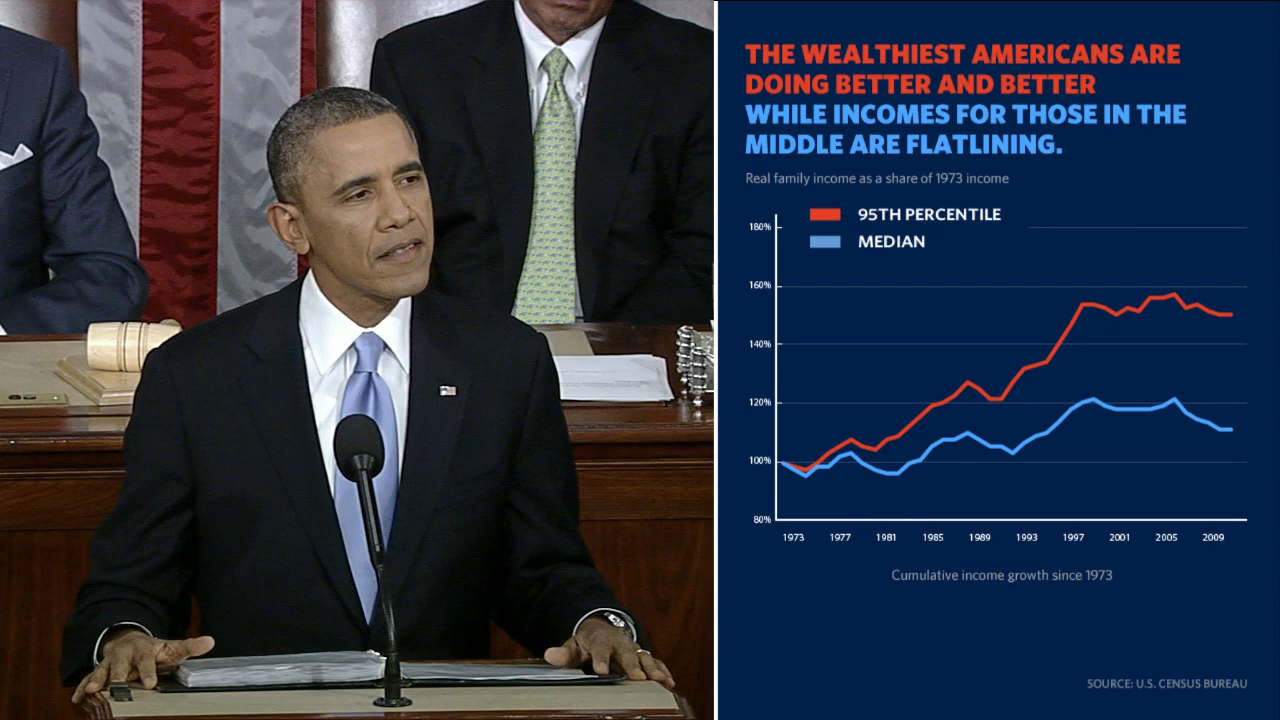 THE WEALTHIEST AMERICANS ARE
DOING BETTER AND BETTER
WHILE INCOMES FOR THOSE IN THE
MIDDLE ARE FLATLINING.
Real family income as a share of 1973 income
95TH PERCENTILE
MEDIAN
180%
160%
140%
120%
100%
80%
1973 1977 1981 1985 1989 1993 1997 2001 2005 2009
Cumulative income growth since 1973
SOURCE: U.S. CENSUS BUREAU